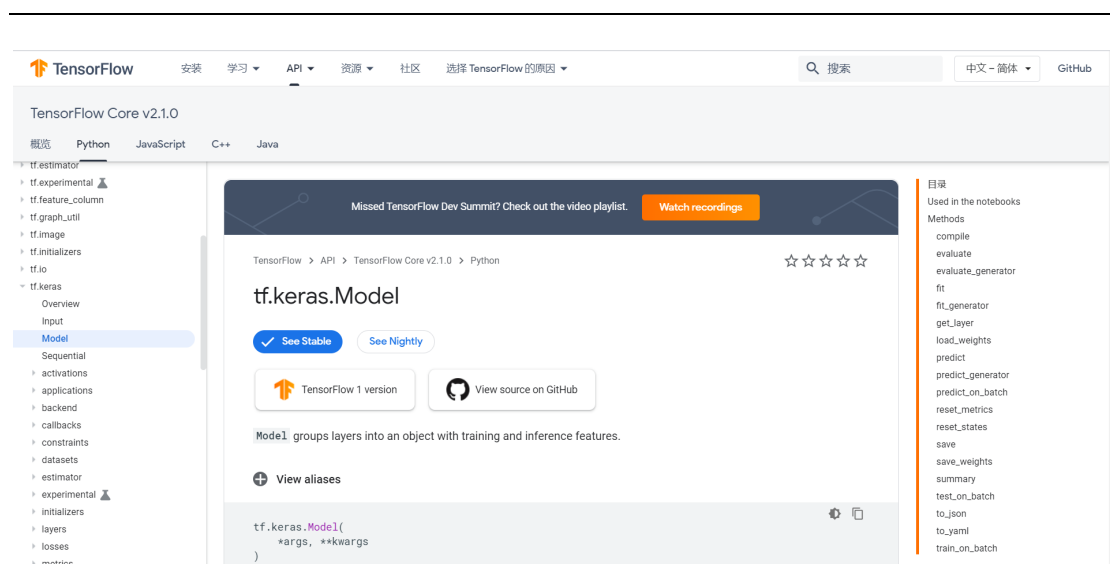 TensorFlow 安装 学习 API 资源 社区 选择 TensorFlow 的原因 搜索 中文 – 简体 GitHub
TensorFlow Core v2.1.0
概览 Python JavaScript C++ Java
tf.estimator
tf.experimental
tf.feature_column
tf.graph_util
tf.image
tf.initializers
tf.io
tf.keras
Overview
Input
Model
Sequential
activations
applications
backend
callbacks
constraints
datasets
estimator
experimental
initializers
layers
losses
metrics
Missed TensorFlow Dev Summit? Check out the video playlist. Watch recordings
TensorFlow > API > TensorFlow Core v2.1.0 > Python
tf.keras.Model
See Stable See Nightly
TensorFlow 1 version View source on GitHub
Model groups layers into an object with training and inference features.
View aliases
tf.keras.Model(
*args, **kwargs
)
目录
Used in the notebooks
Methods
compile
evaluate
evaluate_generator
fit
fit_generator
get_layer
load_weights
predict
predict_generator
predict_on_batch
reset_metrics
reset_states
save
save_weights
summary
test_on_batch
to_json
to_yaml
train_on_batch